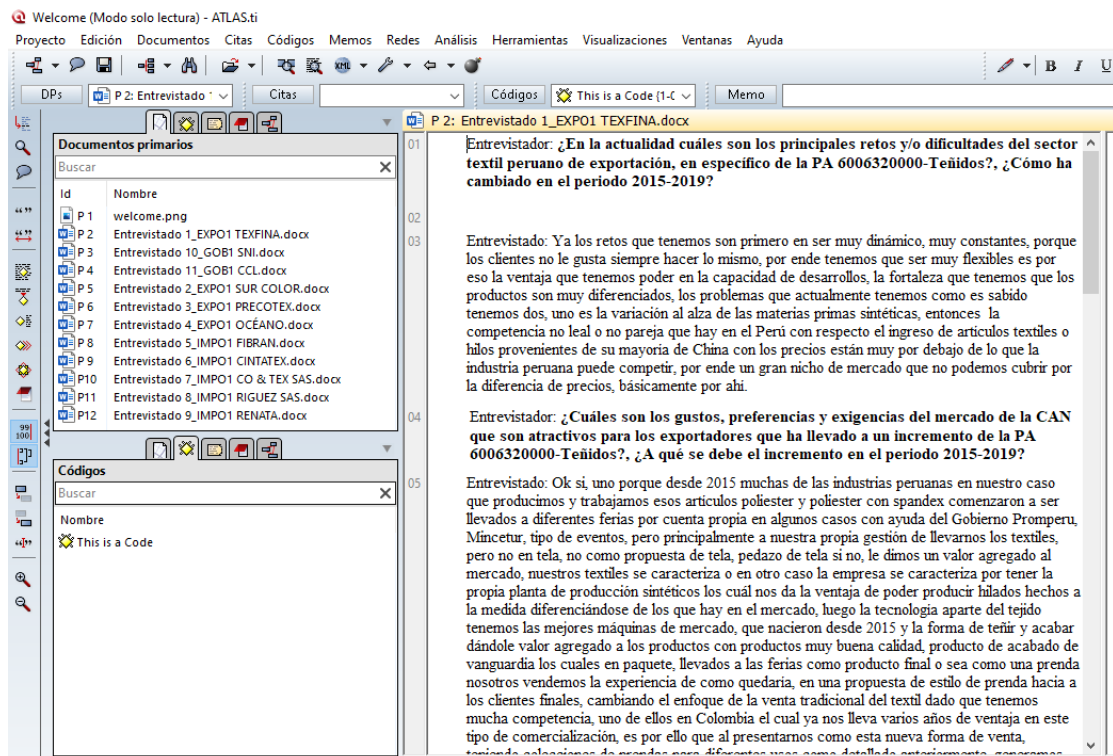 Welcome (Modo solo lectura) - ATLAS.ti
Proyecto Edición Documentos Citas Códigos Memos Redes Análisis Herramientas Visualizaciones Ventanas Ayuda
XML B I U
DPs P 2: Entrevistado Citas Códigos This is a Code {1-0 Memo
P 2: Entrevistado 1_EXPO1 TEXFINA.docx
Documentos primarios
Buscar
Id Nombre
P 1 welcome.png
P 2 Entrevistado 1_EXPO1 TEXFINA.docx
P 3 Entrevistado 10_GOB1 SNI.docx
P 4 Entrevistado 11_GOB1 CCL.docx
P 5 Entrevistado 2_EXPO1 SUR COLOR.docx
P 6 Entrevistado 3_EXPO1 PRECOTEX.docx
P 7 Entrevistado 4_EXPO1 OCÉANO.docx
P 8 Entrevistado 5_IMPO1 FIBRAN.docx
P 9 Entrevistado 6_IMPO1 CINTATEX.docx
P10 Entrevistado 7_IMPO1 CO & TEX SAS.docx
P11 Entrevistado 8_IMPO1 RIGUEZ SAS.docx
P12 Entrevistado 9_IMPO1 RENATA.docx
Códigos
Buscar
Nombre
This is a Code
99
100
01
Entrevistador: ¿En la actualidad cuáles son los principales retos y/o dificultades del sector
textil peruano de exportación, en específico de la PA 6006320000-Teñidos?, ¿Cómo ha
cambiado en el periodo 2015-2019?
02
03
Entrevistado: Ya los retos que tenemos son primero en ser muy dinámico, muy constantes, porque
los clientes no le gusta siempre hacer lo mismo, por ende tenemos que ser muy flexibles es por
eso la ventaja que tenemos poder en la capacidad de desarrollos, la fortaleza que tenemos que los
productos son muy diferenciados, los problemas que actualmente tenemos como es sabido
tenemos dos, uno es la variación al alza de las materias primas sintéticas, entonces la
competencia no leal o no pareja que hay en el Perú con respecto el ingreso de artículos textiles o
hilos provenientes de su mayoría de China con los precios están muy por debajo de lo que la
industria peruana puede competir, por ende un gran nicho de mercado que no podemos cubrir por
la diferencia de precios, básicamente por ahí.
04
Entrevistador: ¿Cuáles son los gustos, preferencias y exigencias del mercado de la CAN
que son atractivos para los exportadores que ha llevado a un incremento de la PA
6006320000-Teñidos?, ¿A qué se debe el incremento en el periodo 2015-2019?
05
Entrevistado: Ok si, uno porque desde 2015 muchas de las industrias peruanas en nuestro caso
que producimos y trabajamos esos artículos poliester y poliester con spandex comenzaron a ser
llevados a diferentes ferias por cuenta propia en algunos casos con ayuda del Gobierno Promperu,
Mincetur, tipo de eventos, pero principalmente a nuestra propia gestión de llevarnos los textiles,
pero no en tela, no como propuesta de tela, pedazo de tela si no, le dimos un valor agregado al
mercado, nuestros textiles se caracteriza o en otro caso la empresa se caracteriza por tener la
propia planta de producción sintéticos los cuál nos da la ventaja de poder producir hilados hechos a
la medida diferenciándose de los que hay en el mercado, luego la tecnología aparte del tejido
tenemos las mejores máquinas de mercado, que nacieron desde 2015 y la forma de teñir y acabar
dándole valor agregado a los productos con productos muy buena calidad, producto de acabado de
vanguardia los cuales en paquete, llevados a las ferias como producto final o sea como una prenda
nosotros vendemos la experiencia de como quedaría, en una propuesta de estilo de prenda hacia a
los clientes finales, cambiando el enfoque de la venta tradicional del textil dado que tenemos
mucha competencia, uno de ellos en Colombia el cual ya nos lleva varios años de ventaja en este
tipo de comercialización, es por ello que al presentarnos como esta nueva forma de venta,
teniendo colecciones de prendas para diferentes usos como detallada anteriormente, generamos